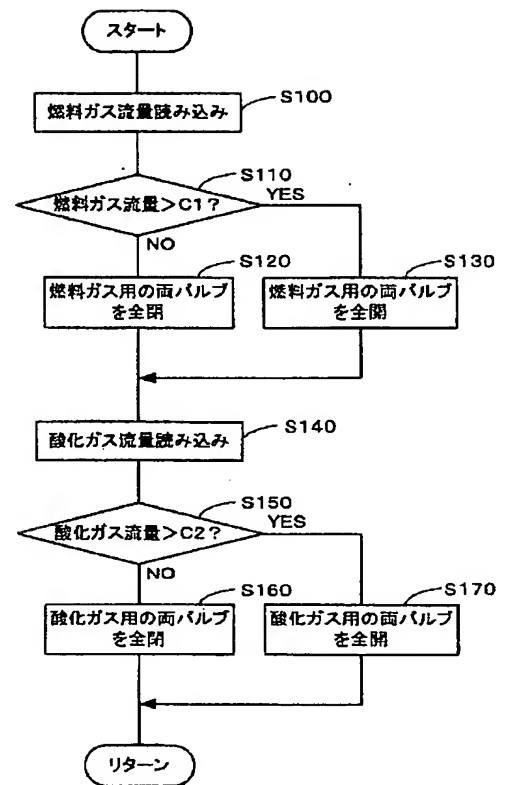 スタート
燃料ガス流量読み込み
S100
S110
燃料ガス流量>C1?
YES
NO
S120
燃料ガス用の両バルブ
を全閉
S130
燃料ガス用の両バルブ
を全開
酸化ガス流量読み込み
S140
S150
酸化ガス流量>C2?
YES
NO
S160
酸化ガス用の両バルブ
を全閉
S170
酸化ガス用の両バルブ
を全開
リターン